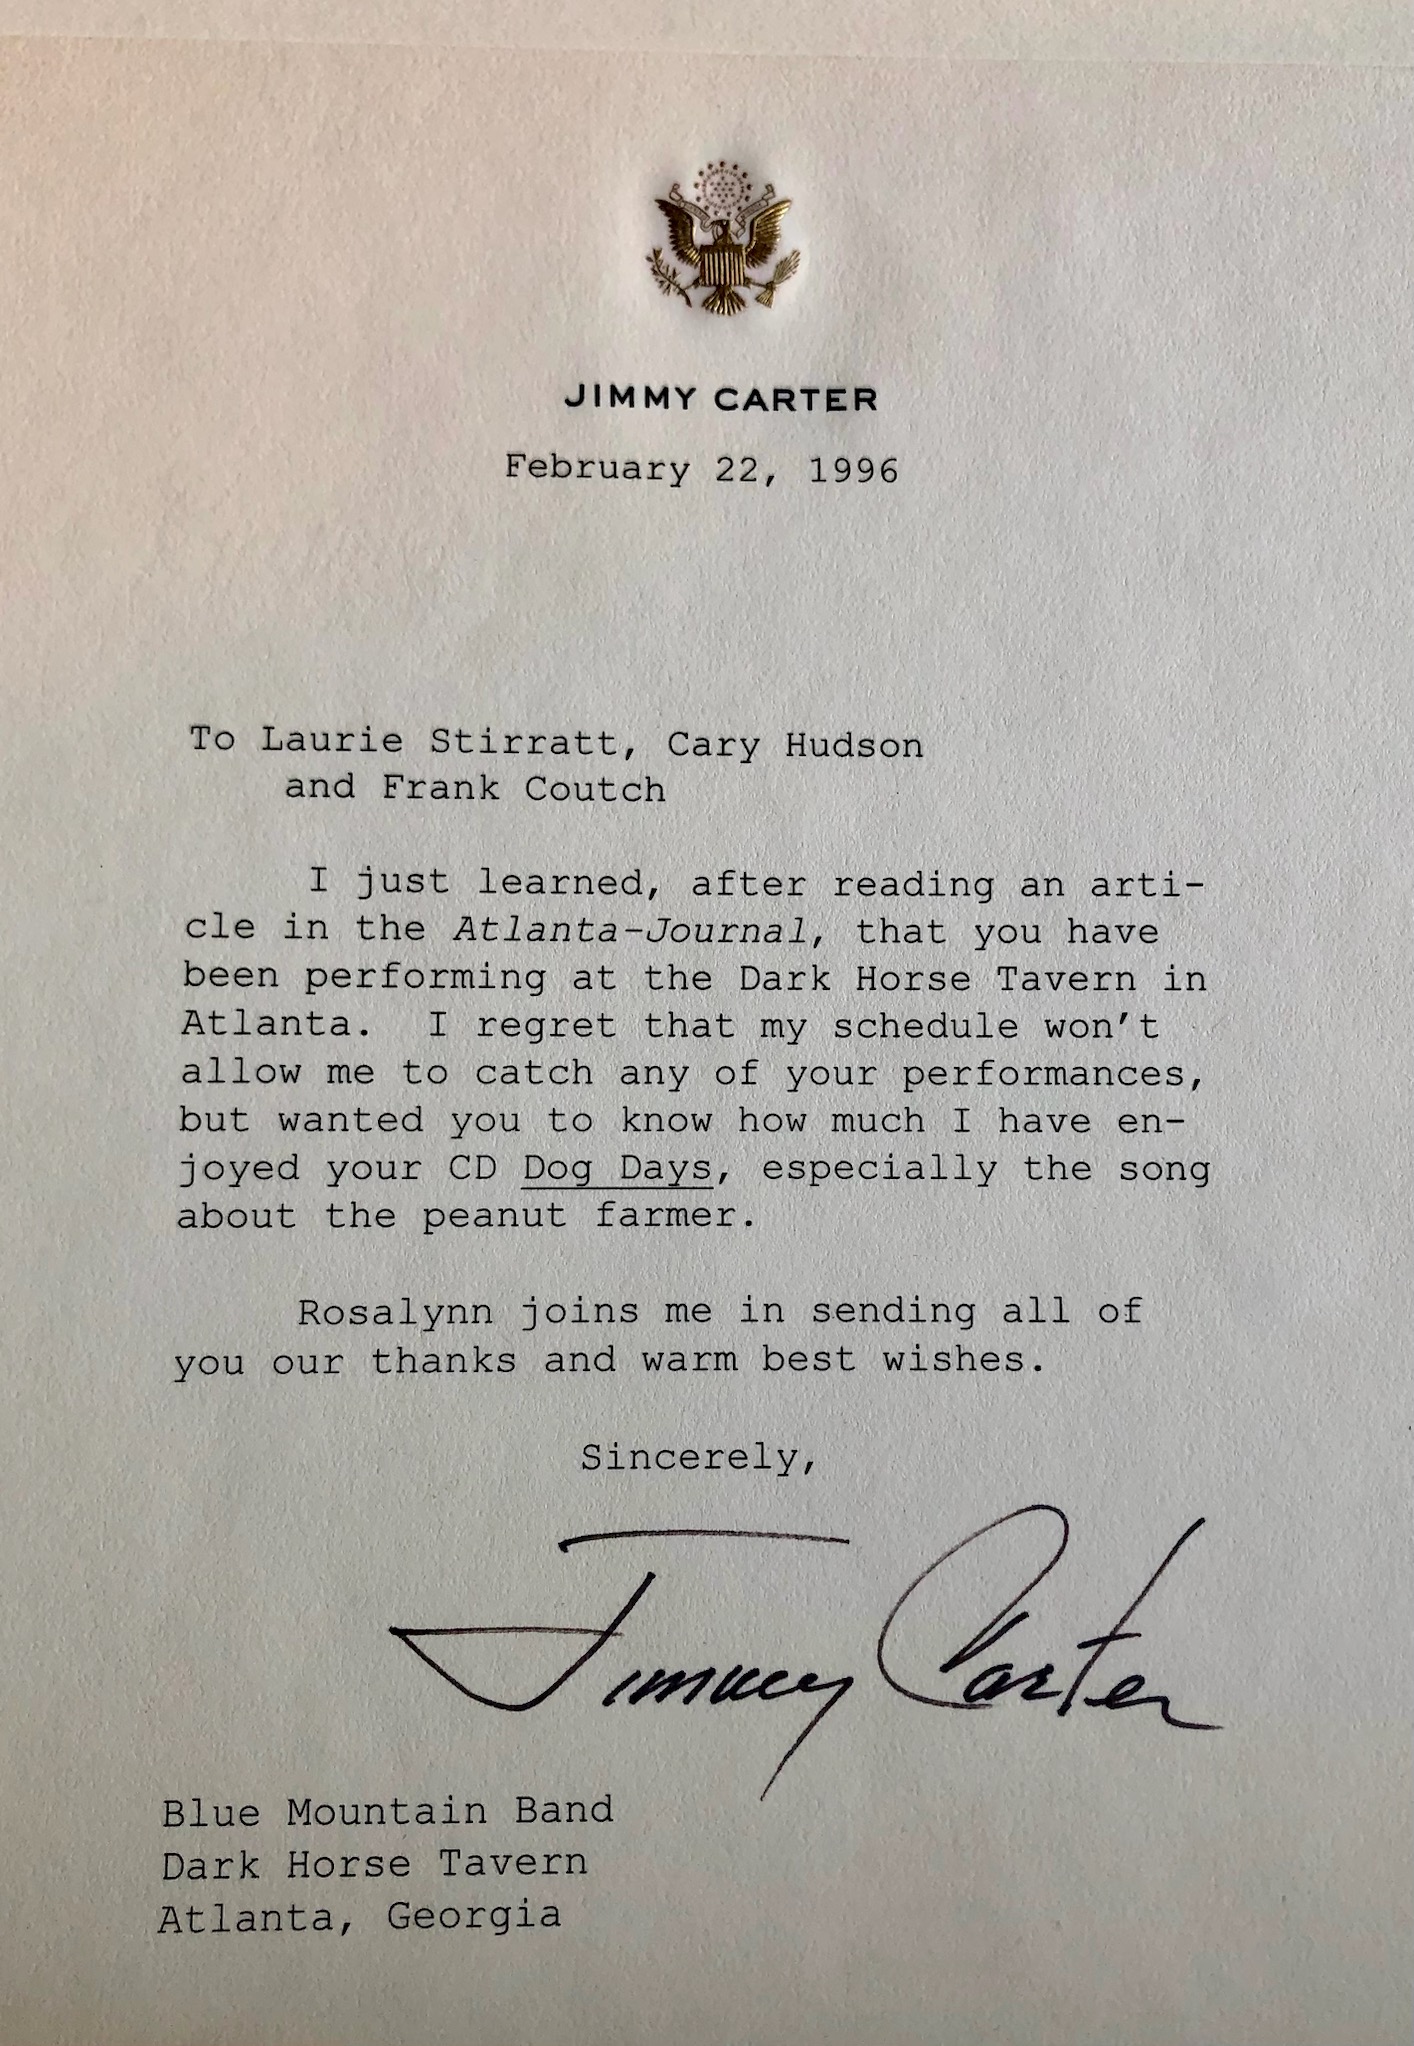 JIMMY CARTER
February 22, 1996
To Laurie Stirratt, Cary Hudson
and Frank Coutch
I just learned, after reading an arti-
cle in the Atlanta-Journal, that you have
been performing at the Dark Horse Tavern in
Atlanta. I regret that my schedule won't
allow me to catch any of your performances,
but wanted you to know how much I have en-
joyed your CD Dog Days, especially the song
about the peanut farmer.
Rosalynn joins me in sending all of
you our thanks and warm best wishes.
Sincerely,
Jimmy Carter
Blue Mountain Band
Dark Horse Tavern
Atlanta, Georgia